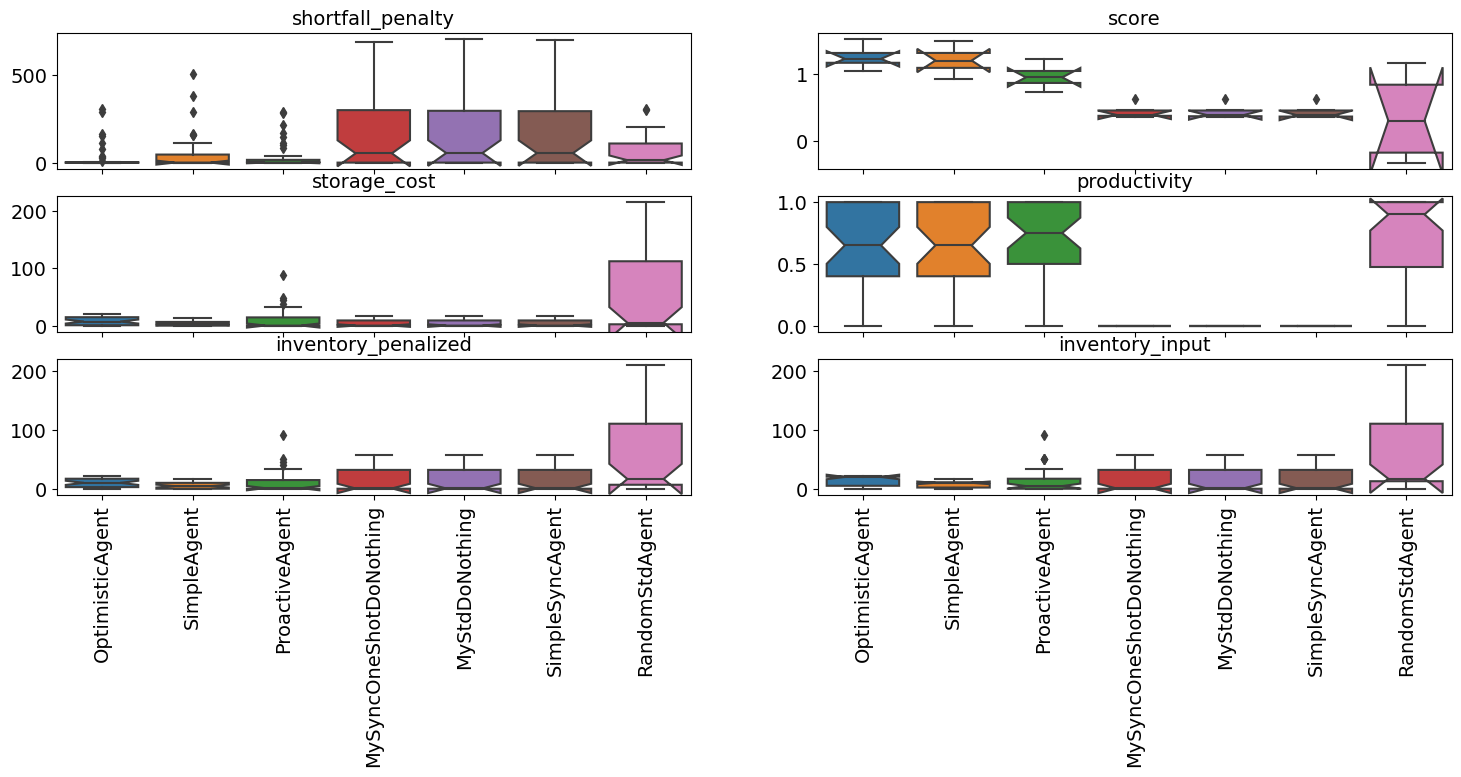 shortfall_penalty
500
0
score
1
0
storage_cost
200
100
0
productivity
1.0
0.5
0.0
inventory_penalized
200
100
0
inventory_input
200
100
0
OptimisticAgent
SimpleAgent
ProactiveAgent
MySyncOneShotDoNothing
MyStdDoNothing
SimpleSyncAgent
RandomStdAgent
OptimisticAgent
SimpleAgent
ProactiveAgent
MySyncOneShotDoNothing
MyStdDoNothing
SimpleSyncAgent
RandomStdAgent